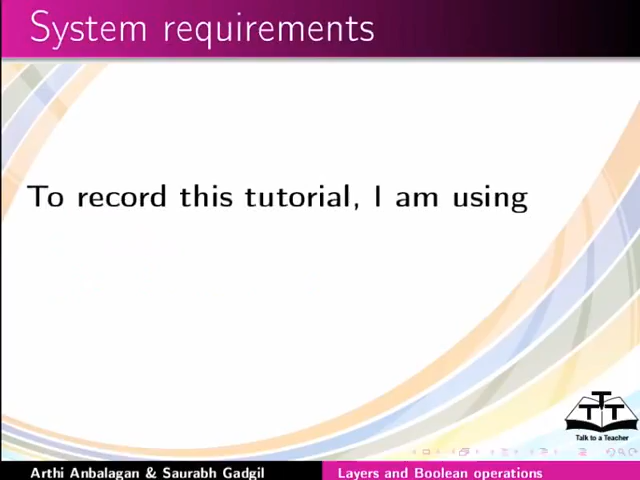 System requirements
To record this tutorial, I am using
TTT
Talk to a Teacher
Arthi Anbalagan & Saurabh Gadgil
Layers and Boolean operations